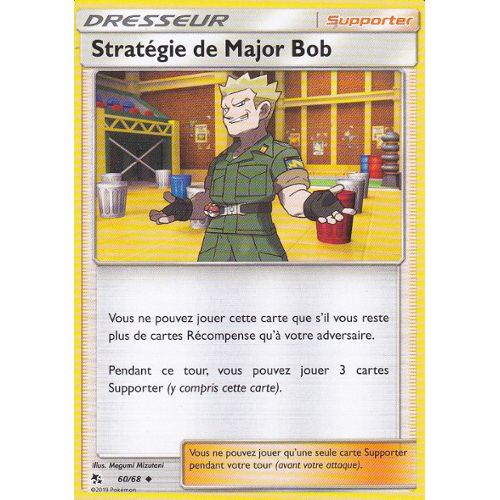 DRESSEUR Supporter
Stratégie de Major Bob
Vous ne pouvez jouer cette carte que s'il vous reste
plus de cartes Récompense qu'à votre adversaire.
Pendant ce tour, vous pouvez jouer 3 cartes
Supporter (y compris cette carte).
Illus. Megumi Mizutani
60/68
©2019 Pokémon
Vous ne pouvez jouer qu'une seule carte Supporter
pendant votre tour (avant votre attaque).